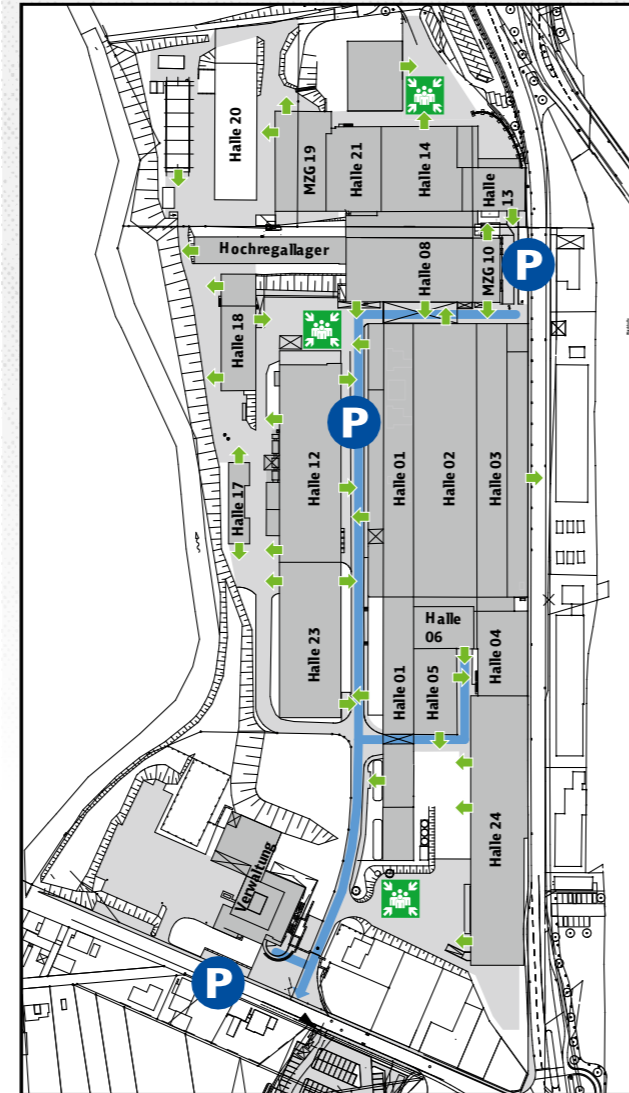 Halle 20
MZG 19
Halle 21
Halle 14
Halle
13
Hochregallager
Halle 08
MZG 10
P
Halle 18
P
Halle 12
Halle 01
Halle 02
Halle 03
Halle 17
Halle 23
Halle
06
Halle 01
Halle 05
Halle 04
Halle 24
Verwaltung
P